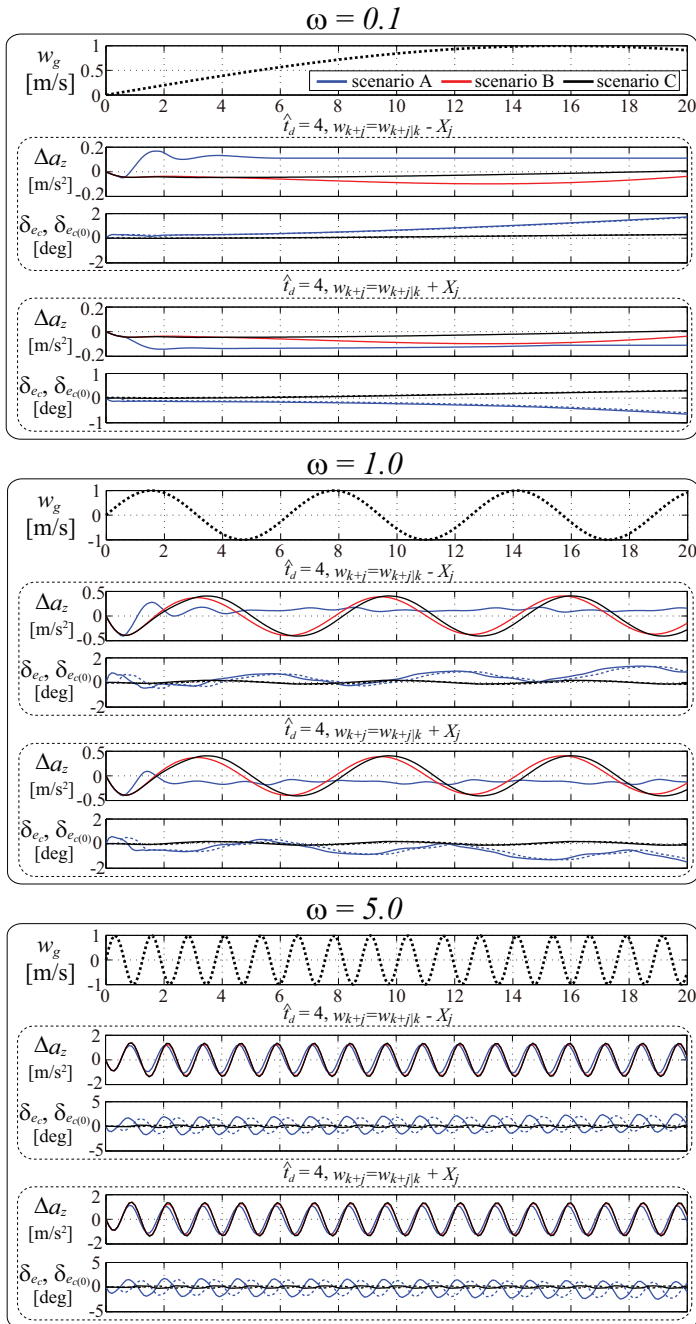 ω = 0.1
w_g [m/s]
1
0.5
0
scenario A scenario B scenario C
0 2 4 6 8 10 12 14 16 18 20
t̂_d = 4, w_{k+j}=w_{k+j|k} - X_j
Δa_z [m/s²]
0.2
0
-0.2
δ_{e_c}, δ_{e_{c(0)}} [deg]
2
0
-2
t̂_d = 4, w_{k+j}=w_{k+j|k} + X_j
Δa_z [m/s²]
0.2
0
-0.2
δ_{e_c}, δ_{e_{c(0)}} [deg]
1
0
-1
ω = 1.0
w_g [m/s]
1
0
-1
0 2 4 6 8 10 12 14 16 18 20
t̂_d = 4, w_{k+j}=w_{k+j|k} - X_j
Δa_z [m/s²]
0.5
0
-0.5
δ_{e_c}, δ_{e_{c(0)}} [deg]
2
0
-2
t̂_d = 4, w_{k+j}=w_{k+j|k} + X_j
Δa_z [m/s²]
0.5
0
-0.5
δ_{e_c}, δ_{e_{c(0)}} [deg]
2
0
-2
ω = 5.0
w_g [m/s]
1
0
-1
0 2 4 6 8 10 12 14 16 18 20
t̂_d = 4, w_{k+j}=w_{k+j|k} - X_j
Δa_z [m/s²]
2
0
-2
δ_{e_c}, δ_{e_{c(0)}} [deg]
5
0
-5
t̂_d = 4, w_{k+j}=w_{k+j|k} + X_j
Δa_z [m/s²]
2
0
-2
δ_{e_c}, δ_{e_{c(0)}} [deg]
5
0
-5